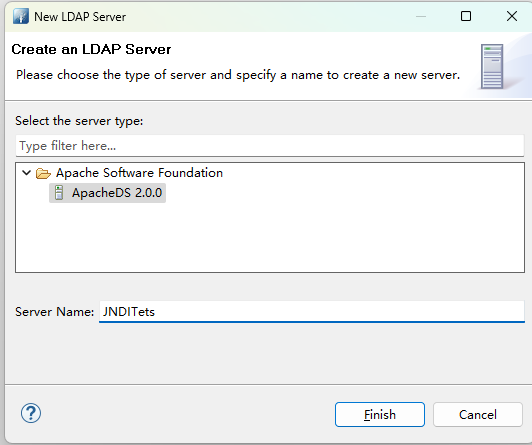 New LDAP Server
Create an LDAP Server
Please choose the type of server and specify a name to create a new server.
Select the server type:
Type filter here...
Apache Software Foundation
ApacheDS 2.0.0
Server Name: JNDITets
?
Finish Cancel